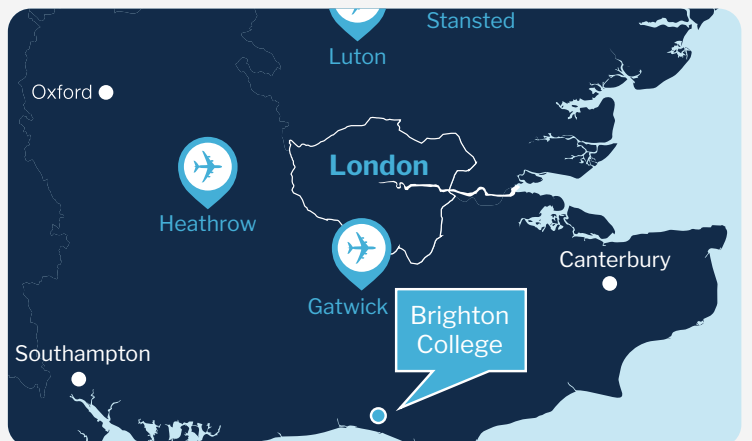 Stansted
Luton
Oxford
London
Heathrow
Canterbury
Gatwick
Brighton
College
Southampton